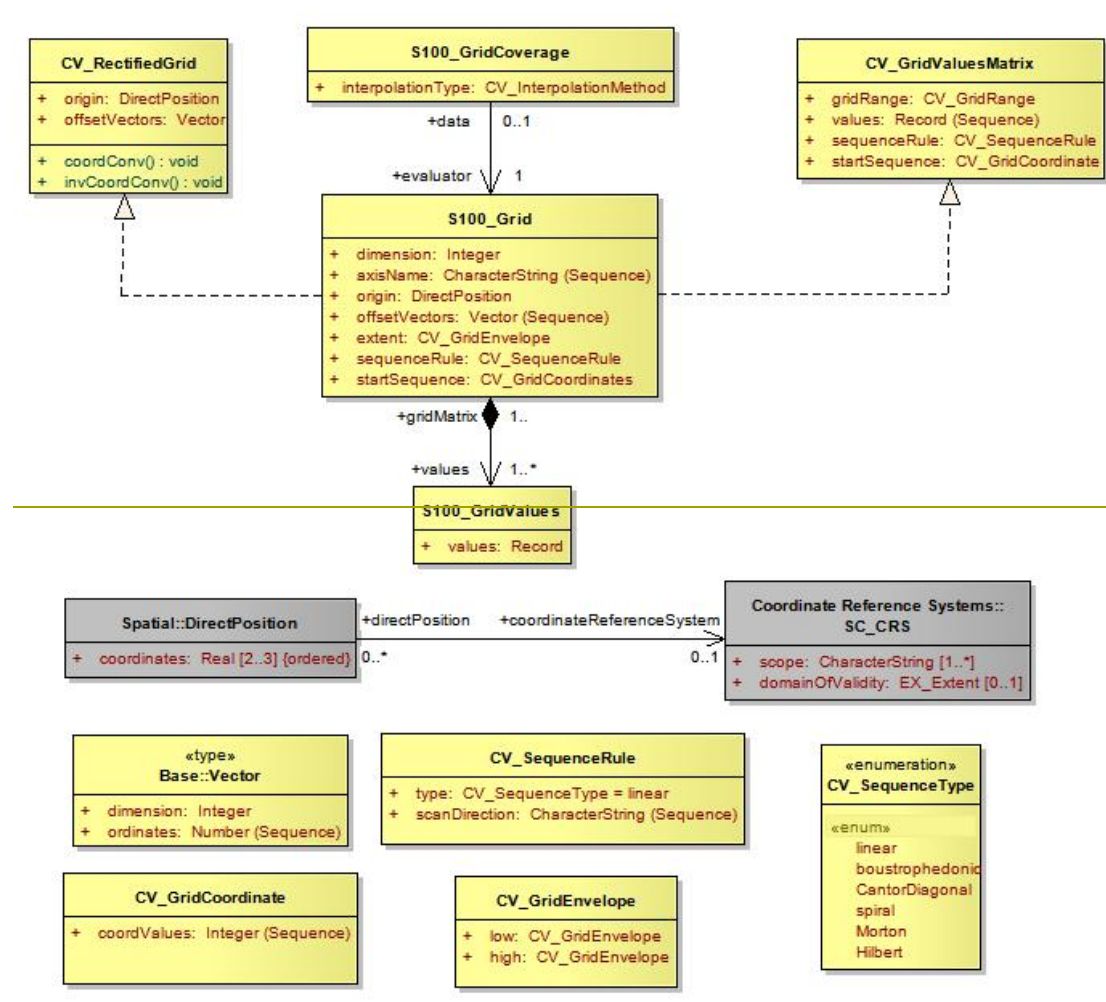 CV_RectifiedGrid
+ origin: DirectPosition
+ offsetVectors: Vector
+ coordConv() : void
+ invCoordConv() : void
S100_GridCoverage
+ interpolationType: CV_InterpolationMethod
CV_GridValuesMatrix
+ gridRange: CV_GridRange
+ values: Record (Sequence)
+ sequenceRule: CV_SequenceRule
+ startSequence: CV_GridCoordinate
+data 0..1
+evaluator 1
S100_Grid
+ dimension: Integer
+ axisName: CharacterString (Sequence)
+ origin: DirectPosition
+ offsetVectors: Vector (Sequence)
+ extent: CV_GridEnvelope
+ sequenceRule: CV_SequenceRule
+ startSequence: CV_GridCoordinates
+gridMatrix 1..
+values 1..*
S100_GridValues
+ values: Record
Spatial::DirectPosition
+ coordinates: Real [2..3] {ordered}
+directPosition +coordinateReferenceSystem
0..* 0..1
Coordinate Reference Systems::
SC_CRS
+ scope: CharacterString [1..*]
+ domainOfValidity: EX_Extent [0..1]
«type»
Base::Vector
+ dimension: Integer
+ ordinates: Number (Sequence)
CV_SequenceRule
+ type: CV_SequenceType = linear
+ scanDirection: CharacterString (Sequence)
«enumeration»
CV_SequenceType
«enum»
linear
boustrophedonic
CantorDiagonal
spiral
Morton
Hilbert
CV_GridCoordinate
+ coordValues: Integer (Sequence)
CV_GridEnvelope
+ low: CV_GridEnvelope
+ high: CV_GridEnvelope